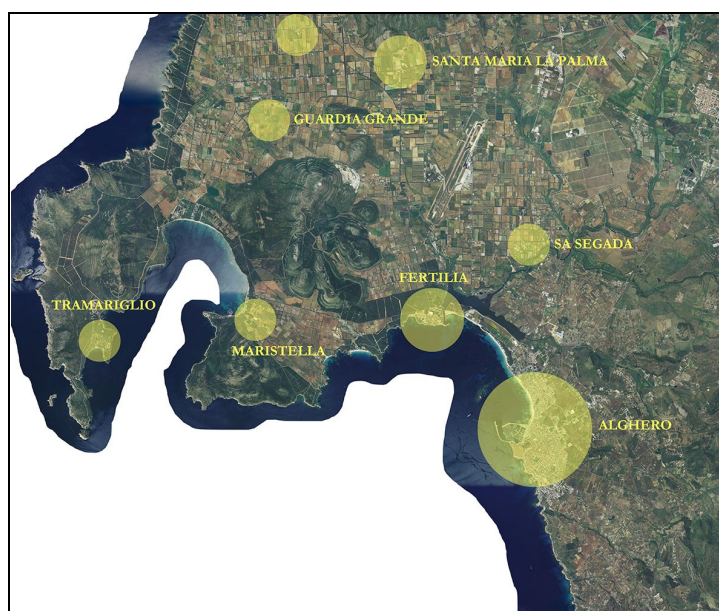 SANTA MARIA LA PALMA
GUARDIA GRANDE
SA SEGADA
FERTILIA
TRAMARIGLIO
MARISTELLA
ALGHERO